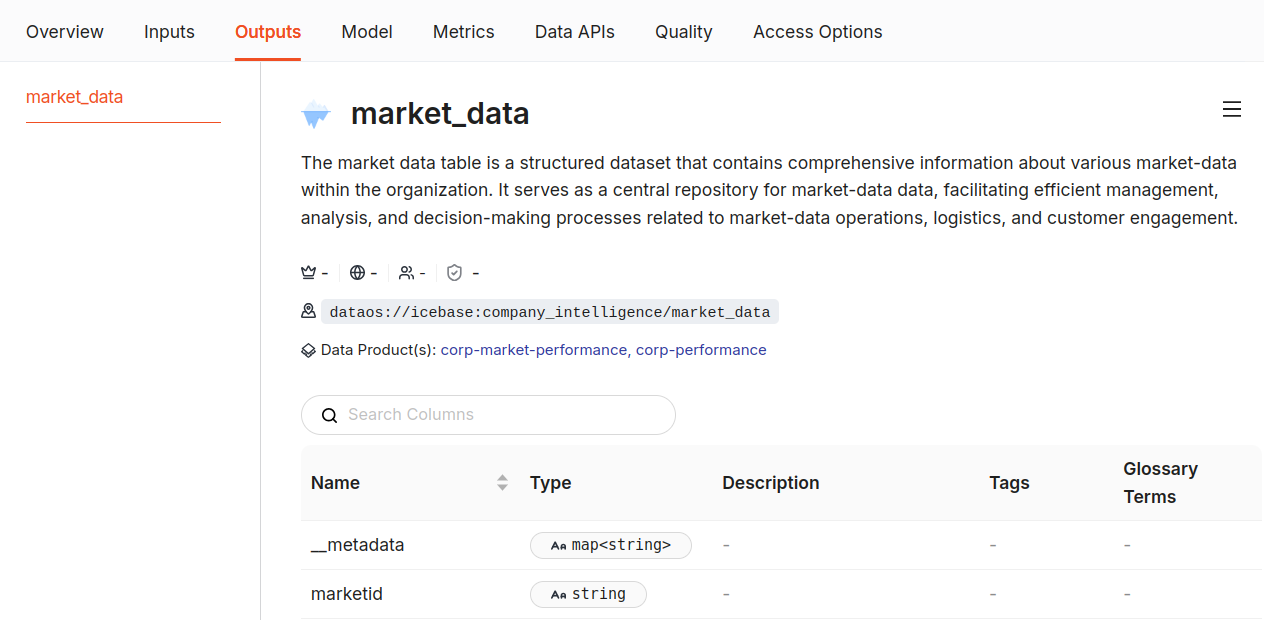 Overview Inputs Outputs Model Metrics Data APIs Quality Access Options
market_data
market_data
The market data table is a structured dataset that contains comprehensive information about various market-data
within the organization. It serves as a central repository for market-data data, facilitating efficient management,
analysis, and decision-making processes related to market-data operations, logistics, and customer engagement.
- - - -
dataos://icebase:company_intelligence/market_data
Data Product(s): corp-market-performance, corp-performance
Search Columns
Name Type Description Tags Glossary Terms
__metadata Aa map<string> - - -
marketid Aa string - - -